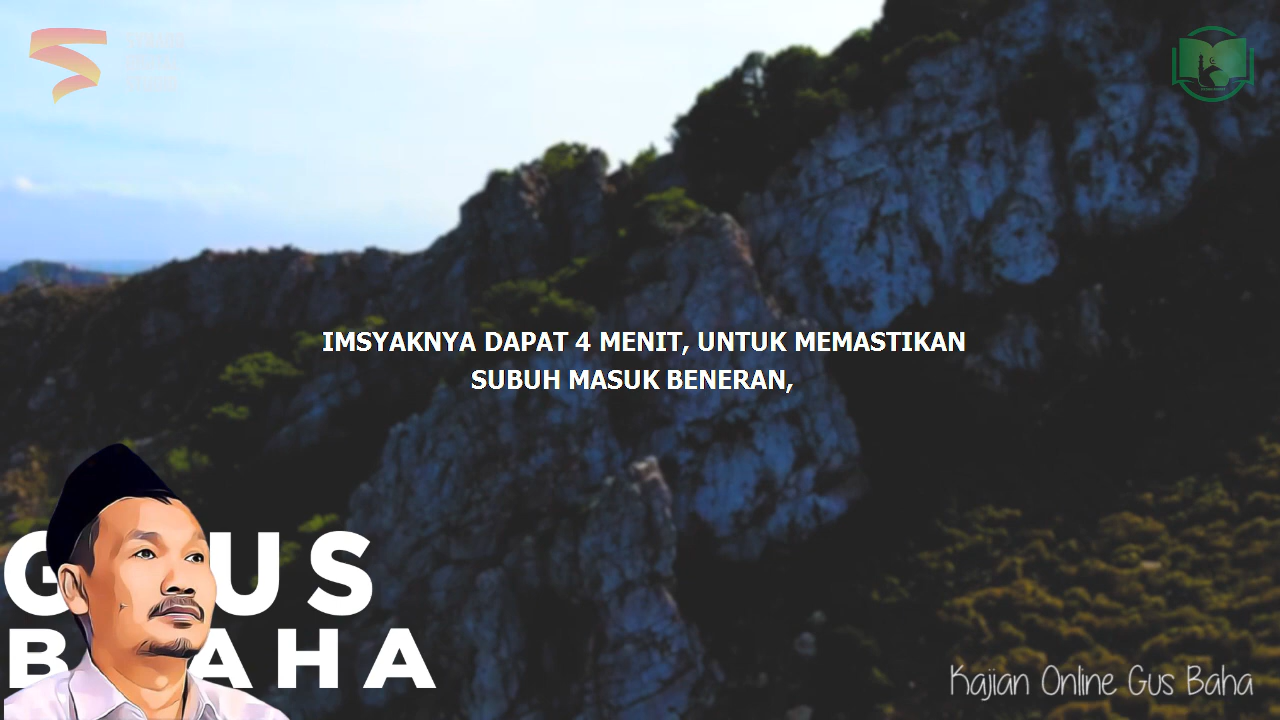 IMSYAKNYA DAPAT 4 MENIT, UNTUK MEMASTIKAN
SUBUH MASUK BENERAN,
GUS
BAHA
Kajian Online Gus Baha